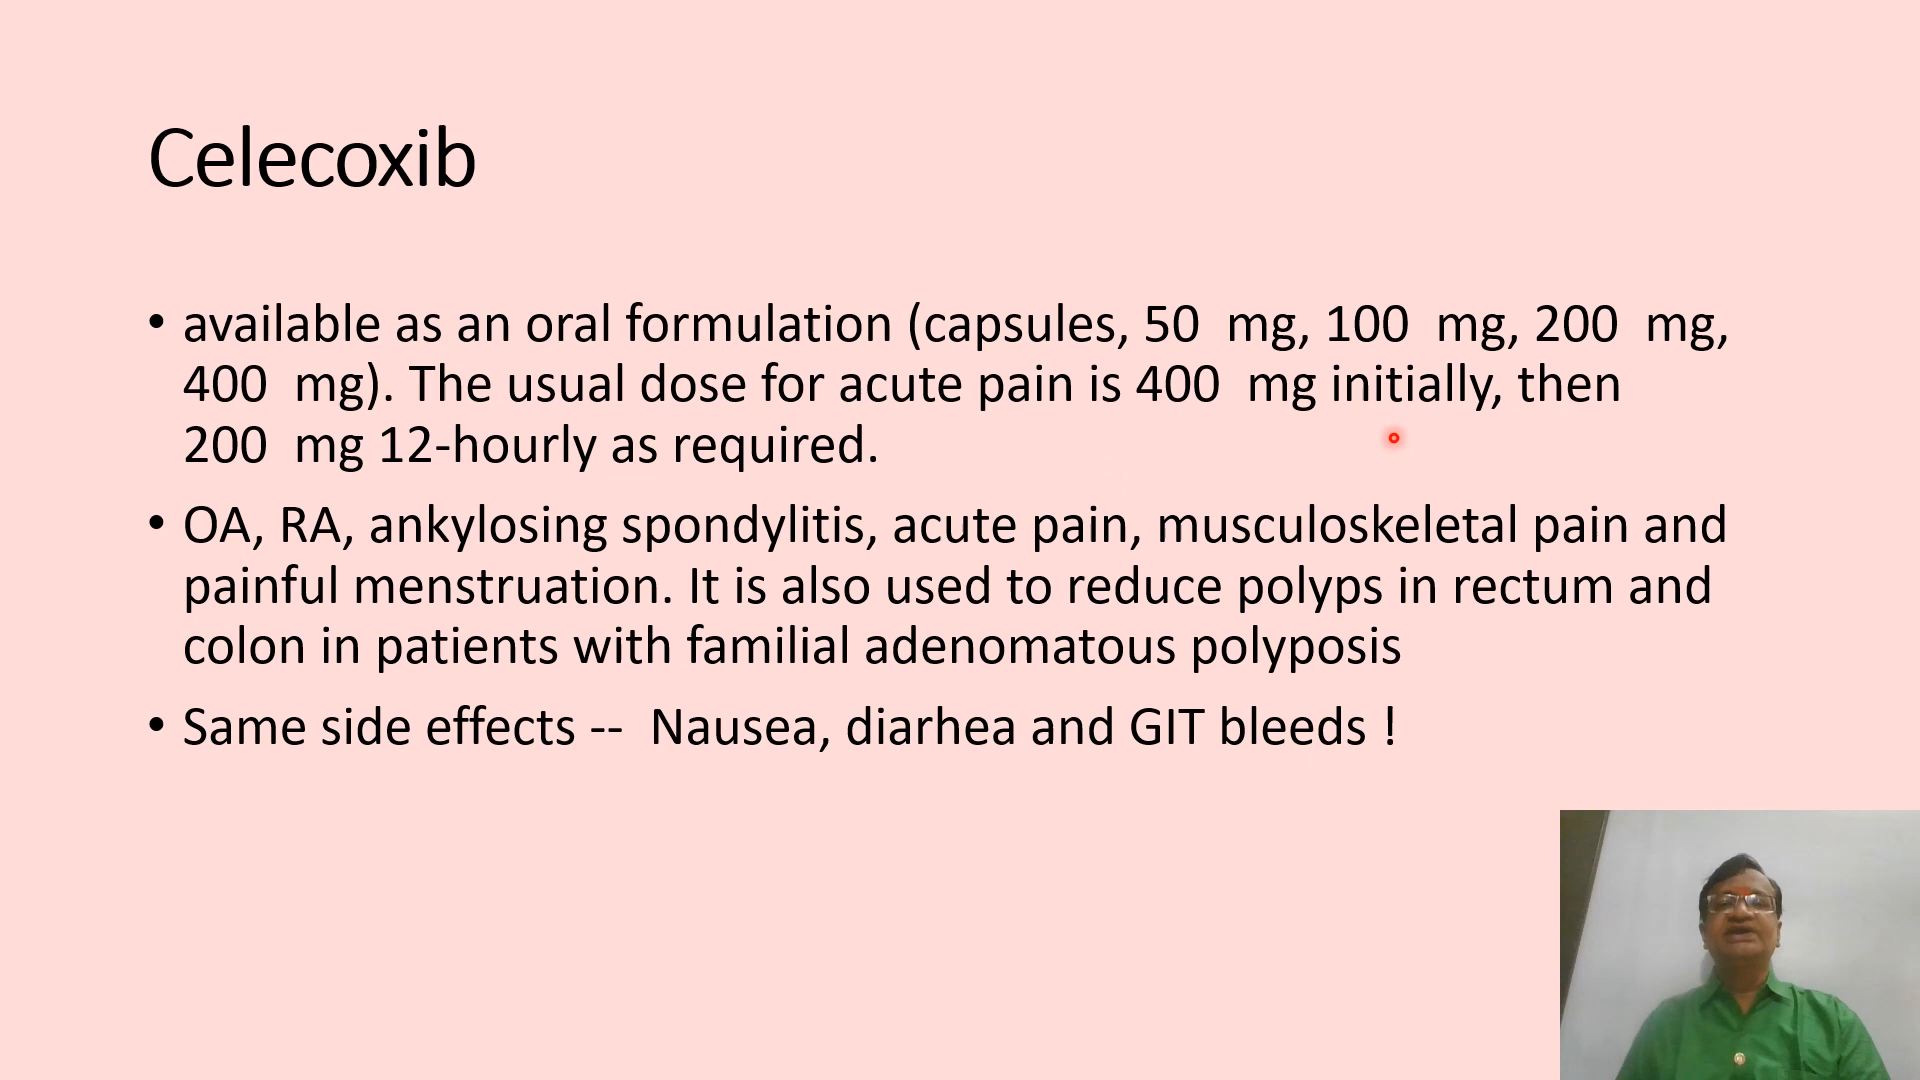 Celecoxib
• available as an oral formulation (capsules, 50  mg, 100  mg, 200  mg,
400  mg). The usual dose for acute pain is 400  mg initially, then
200  mg 12-hourly as required.
• OA, RA, ankylosing spondylitis, acute pain, musculoskeletal pain and
painful menstruation. It is also used to reduce polyps in rectum and
colon in patients with familial adenomatous polyposis
• Same side effects --  Nausea, diarhea and GIT bleeds !